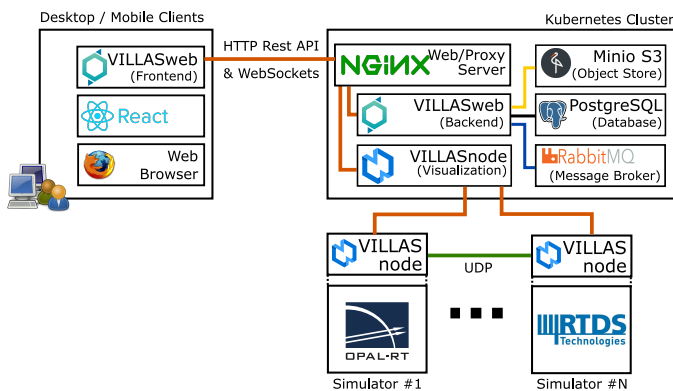 Desktop / Mobile Clients
Kubernetes Cluster
VILLASweb
(Frontend)
React
Web
Browser
HTTP Rest API
& WebSockets
NGiNX
Web/Proxy
Server
VILLASweb
(Backend)
VILLASnode
(Visualization)
Minio S3
(Object Store)
PostgreSQL
(Database)
RabbitMQ
(Message Broker)
VILLAS
node
UDP
VILLAS
node
OPAL-RT
RTDS
Technologies
Simulator #1
Simulator #N